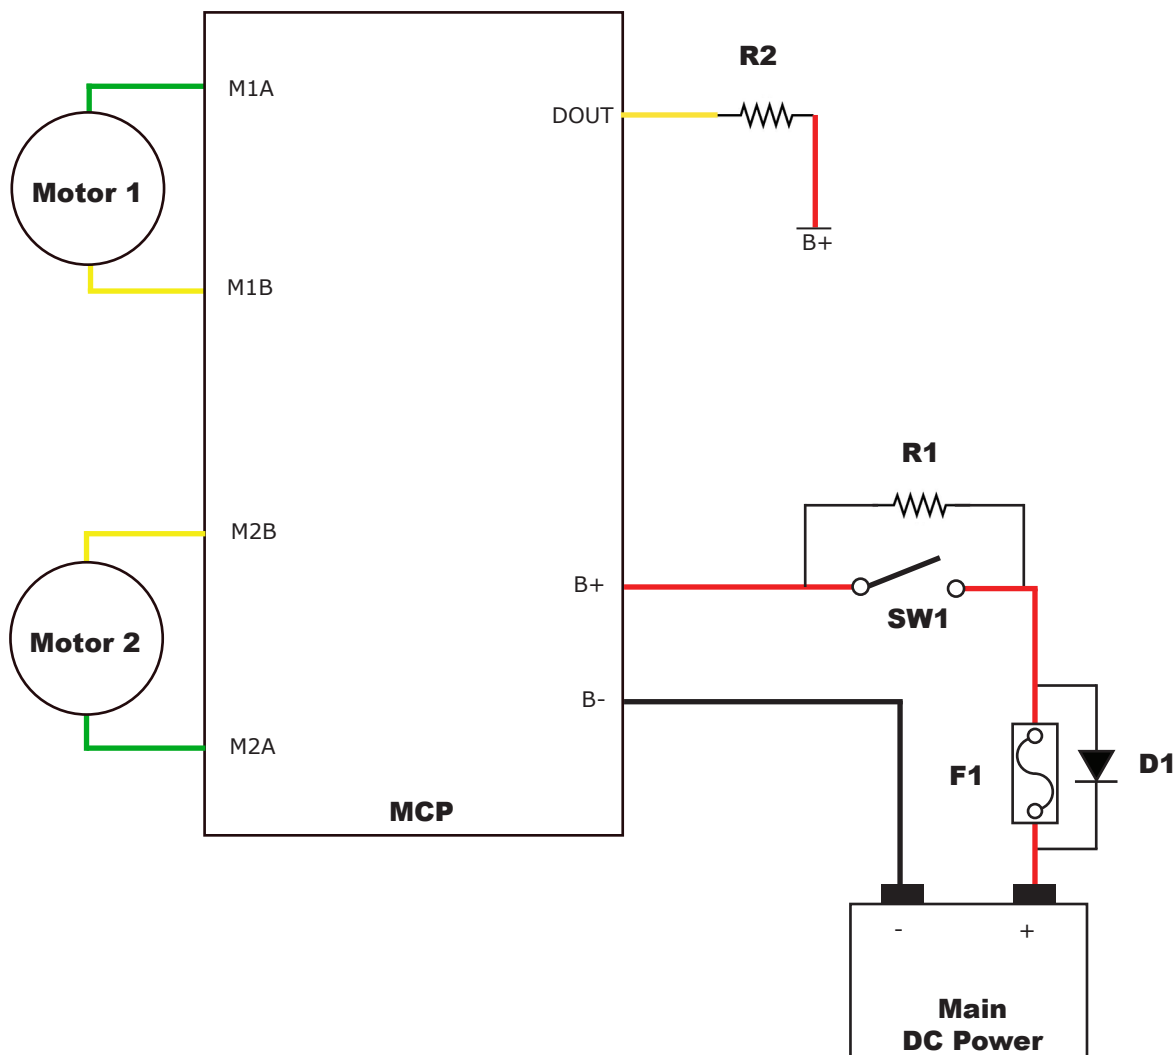 R2
M1A
DOUT
Motor 1
B+
M1B
R1
M2B
B+
SW1
Motor 2
B-
M2A
F1
D1
MCP
- +
Main
DC Power